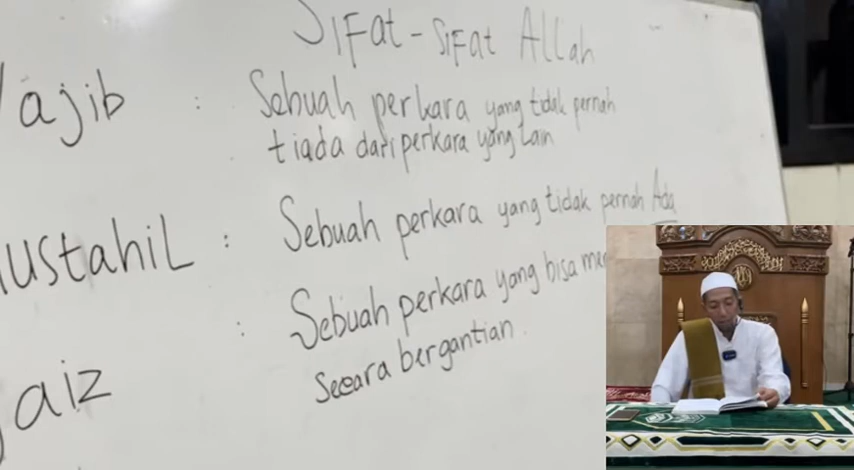 Sifat - Sifat Allah
ajib : Sebuah perkara yang tidak pernah
tiada dari perkara yang Lain
ustahiL : Sebuah perkara yang tidak pernah Ada
aiz : Sebuah perkara yang bisa
Secara bergantian.